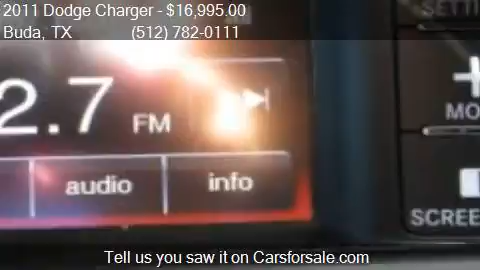 2011 Dodge Charger - $16,995.00
Buda, TX (512) 782-0111
2.7 FM
audio info
MO
SCREE
Tell us you saw it on Carsforsale.com